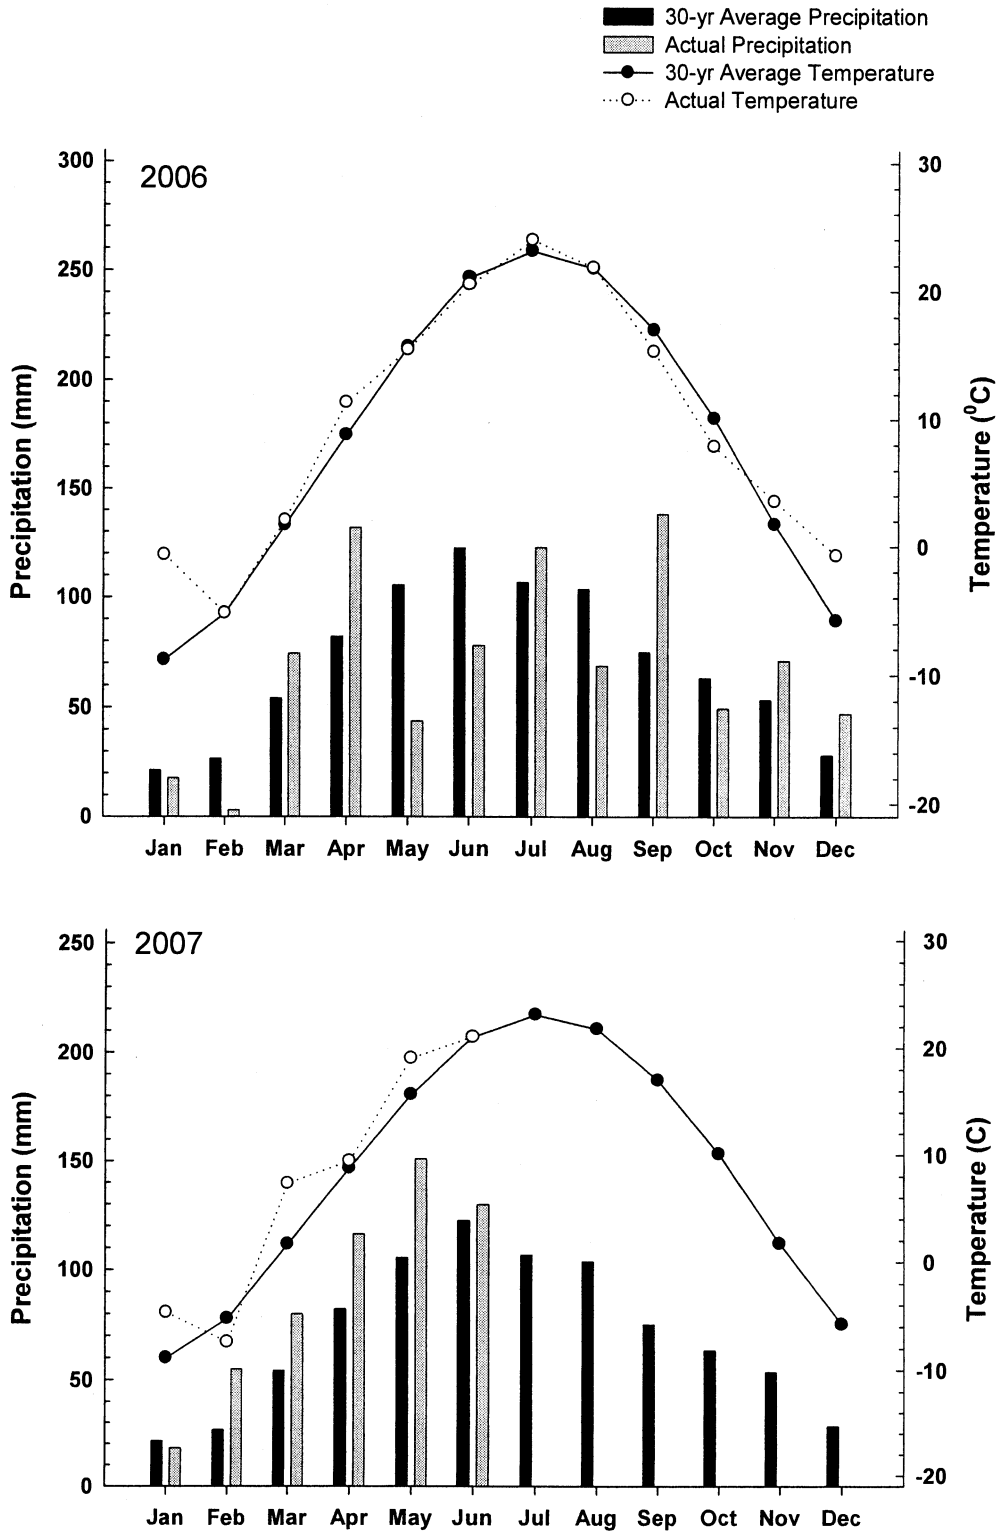 30-yr Average Precipitation
Actual Precipitation
30-yr Average Temperature
Actual Temperature
2006
300
250
200
150
100
50
0
Precipitation (mm)
30
20
10
0
-10
-20
Temperature (⁰C)
Jan Feb Mar Apr May Jun Jul Aug Sep Oct Nov Dec
2007
250
200
150
100
50
0
Precipitation (mm)
30
20
10
0
-10
-20
Temperature (C)
Jan Feb Mar Apr May Jun Jul Aug Sep Oct Nov Dec